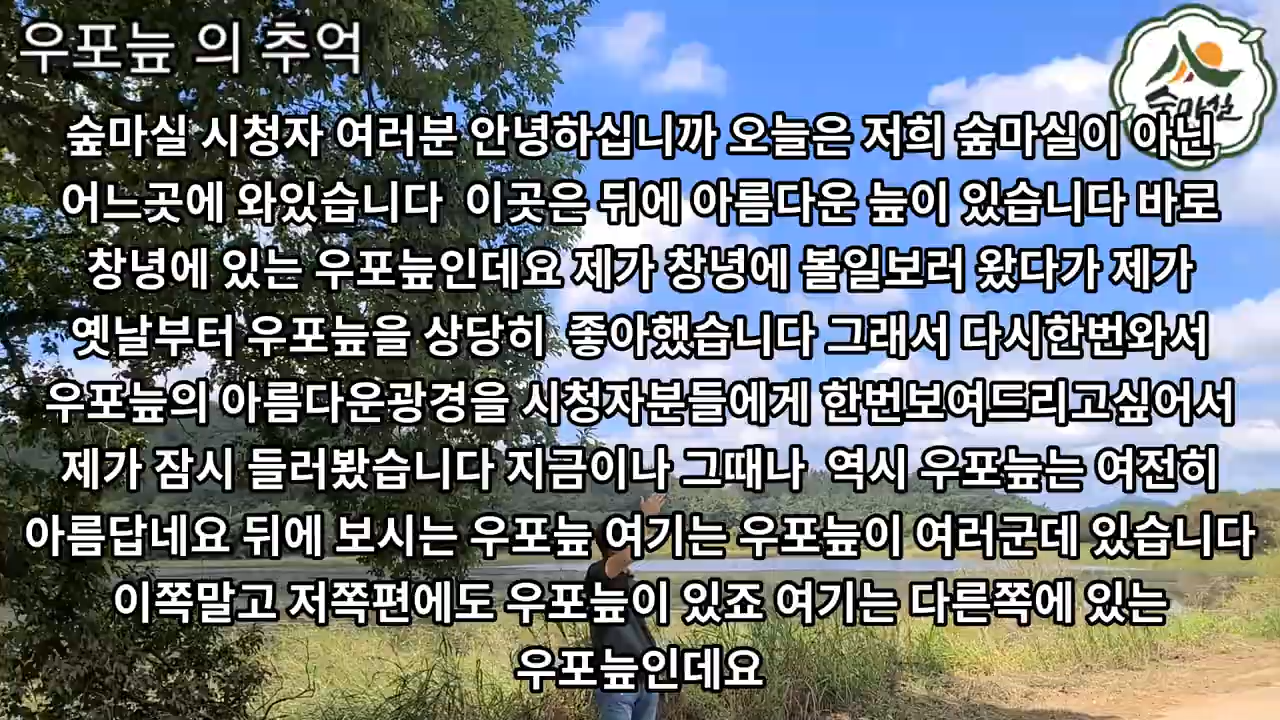 우포늪 의 추억
숲마실
숲마실 시청자 여러분 안녕하십니까 오늘은 저희 숲마실이 아닌
어느곳에 와있습니다 이곳은 뒤에 아름다운 늪이 있습니다 바로
창녕에 있는 우포늪인데요 제가 창녕에 볼일보러 왔다가 제가
옛날부터 우포늪을 상당히 좋아했습니다 그래서 다시한번와서
우포늪의 아름다운광경을 시청자분들에게 한번보여드리고싶어서
제가 잠시 들러봤습니다 지금이나 그때나 역시 우포늪는 여전히
아름답네요 뒤에 보시는 우포늪 여기는 우포늪이 여러군데 있습니다
이쪽말고 저쪽편에도 우포늪이 있죠 여기는 다른쪽에 있는
우포늪인데요